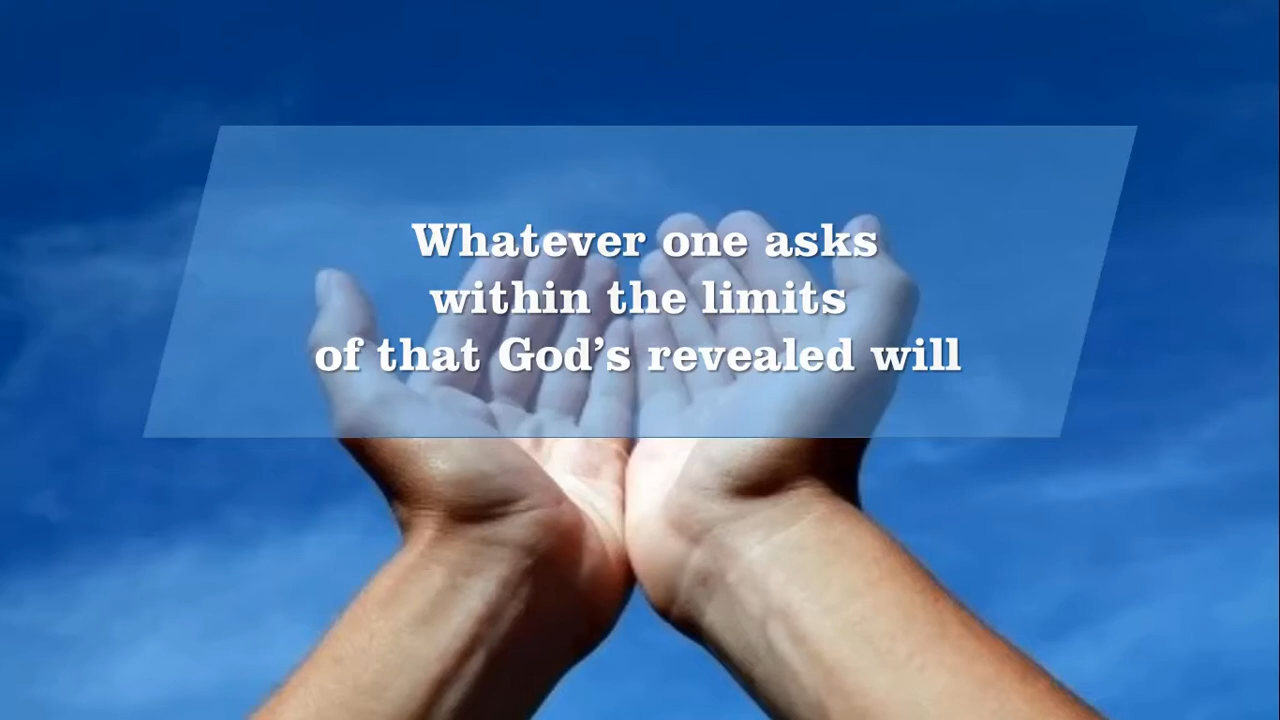 Whatever one asks
within the limits
of that God’s revealed will